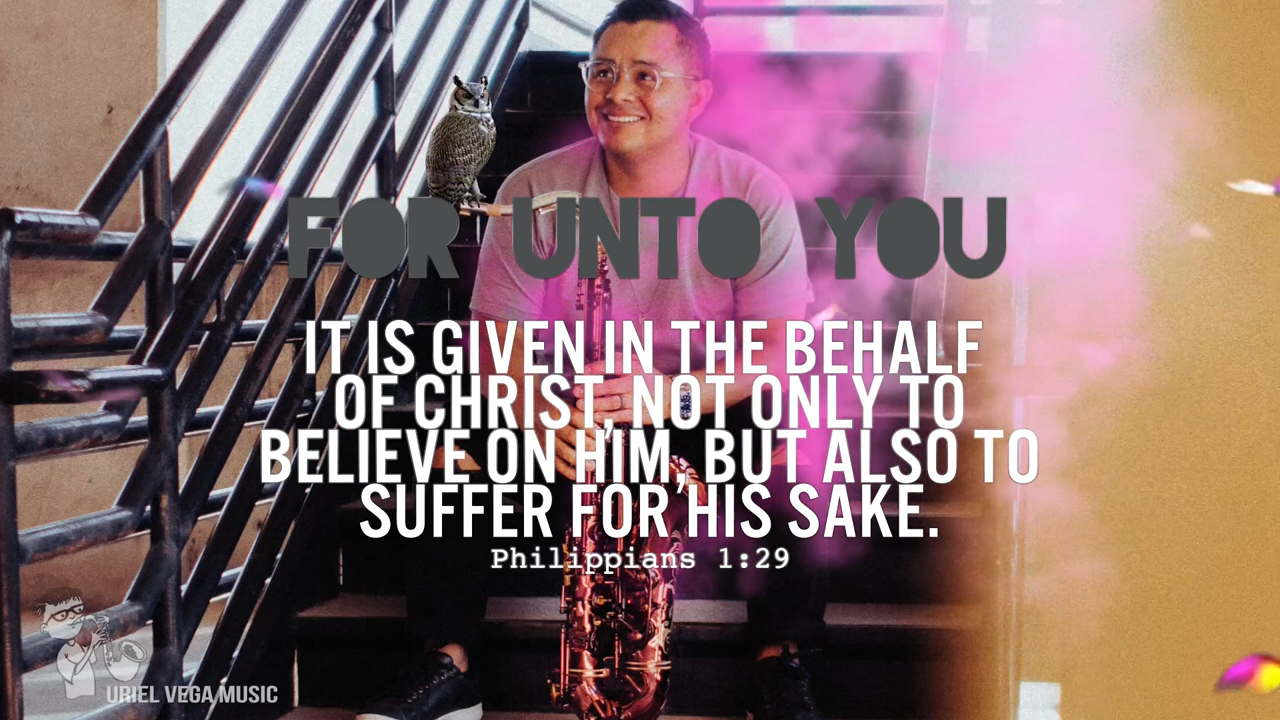 FOR UNTO YOU
IT IS GIVEN IN THE BEHALF
OF CHRIST, NOT ONLY TO
BELIEVE ON HIM, BUT ALSO TO
SUFFER FOR HIS SAKE.
Philippians 1:29
URIEL VEGA MUSIC